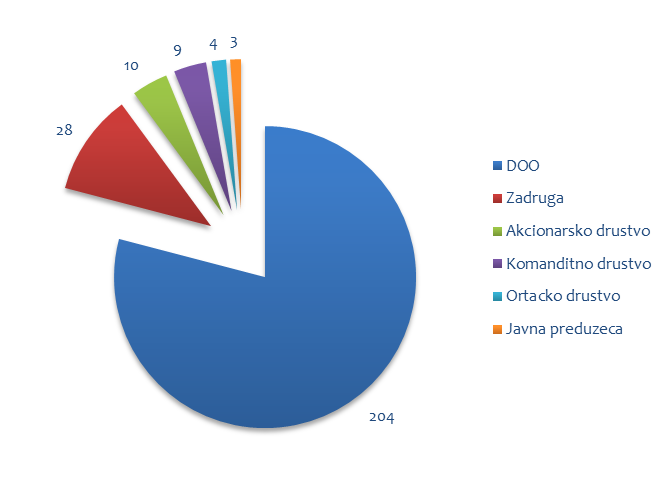 3
4
9
10
28
204
DOO
Zadruga
Akcionarsko drustvo
Komanditno drustvo
Ortacko drustvo
Javna preduzeca